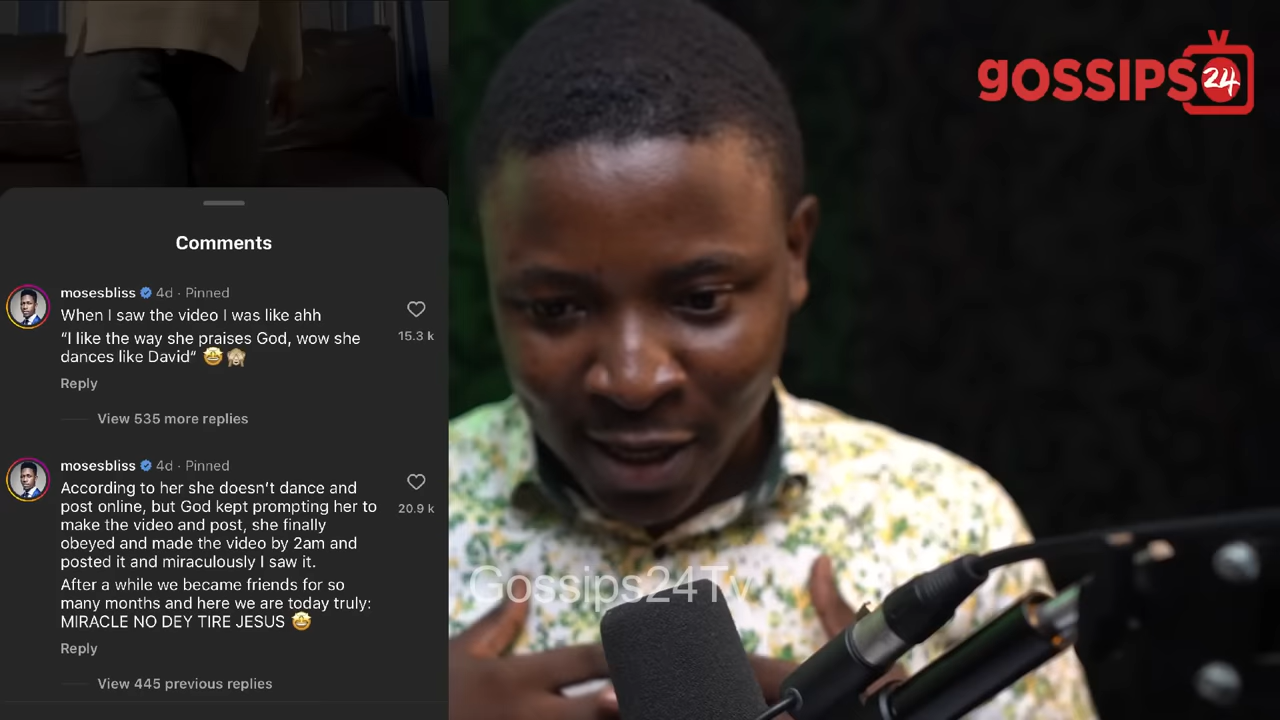 Comments
mosesbliss 4d · Pinned
When I saw the video I was like ahh
“I like the way she praises God, wow she
dances like David” 🤩🙈
15.3 k
Reply
View 535 more replies
mosesbliss 4d · Pinned
According to her she doesn’t dance and
post online, but God kept prompting her to
make the video and post, she finally
obeyed and made the video by 2am and
posted it and miraculously I saw it.
After a while we became friends for so
many months and here we are today truly:
MIRACLE NO DEY TIRE JESUS 🤩
20.9 k
Reply
View 445 previous replies
gOSSIPS 24
Gossips24Tv